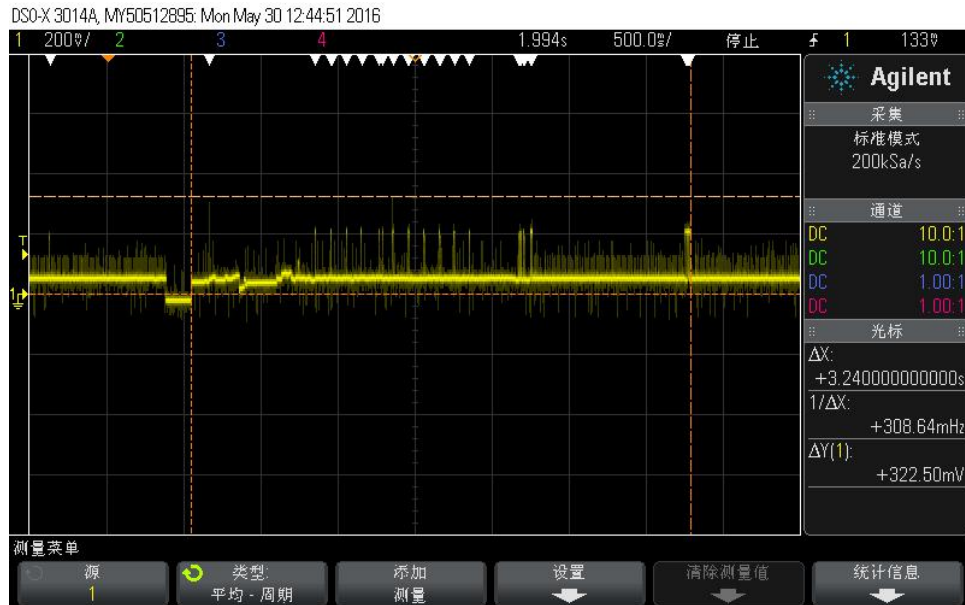 DSO-X 3014A, MY50512895: Mon May 30 12:44:51 2016
1 200V/ 2 3 4 1.994s 500.0s/ 停止 1 133V
Agilent
采集
标准模式
200kSa/s
通道
DC 10.0:1
DC 10.0:1
DC 1.00:1
DC 1.00:1
光标
ΔX:
+3.240000000000s
1/ΔX:
+308.64mHz
ΔY(1):
+322.50mV
T
1
测量菜单
源 类型: 添加 设置 清除测量值 统计信息
1 平均 - 周期 测量